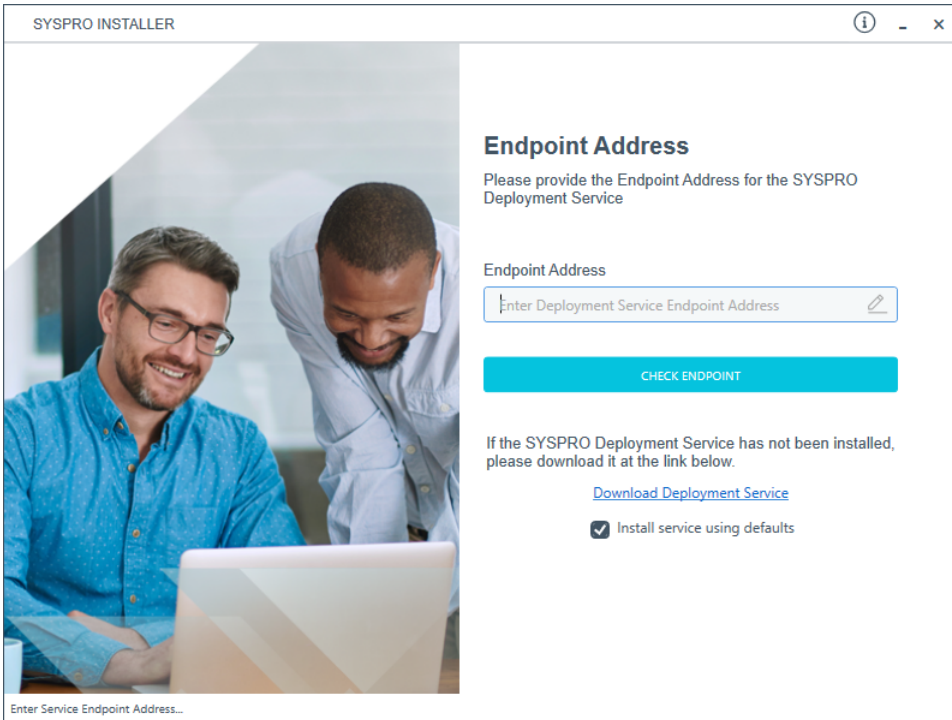 SYSPRO INSTALLER
Endpoint Address
Please provide the Endpoint Address for the SYSPRO
Deployment Service
Endpoint Address
Enter Deployment Service Endpoint Address
CHECK ENDPOINT
If the SYSPRO Deployment Service has not been installed,
please download it at the link below.
Download Deployment Service
Install service using defaults
Enter Service Endpoint Address...